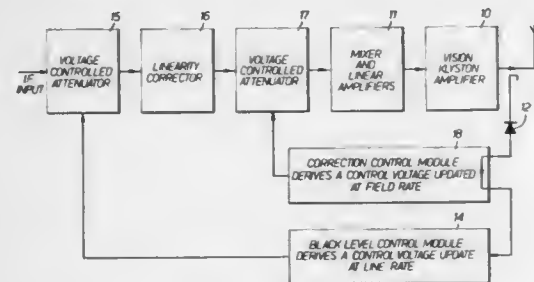 15
16
17
11
10
VOLTAGE
CONTROLLED
ATTENUATOR
LINEARITY
CORRECTOR
VOLTAGE
CONTROLLED
ATTENUATOR
MIXER
and
LINEAR
AMPLIFIERS
VISION
KLYSTON
AMPLIFIER
I.F.
INPUT
12
18
CORRECTION CONTROL MODULE
DERIVES A CONTROL VOLTAGE UPDATED
AT FIELD RATE
14
BLACK LEVEL CONTROL MODULE
DERIVES A CONTROL VOLTAGE UPDATE
AT LINE RATE